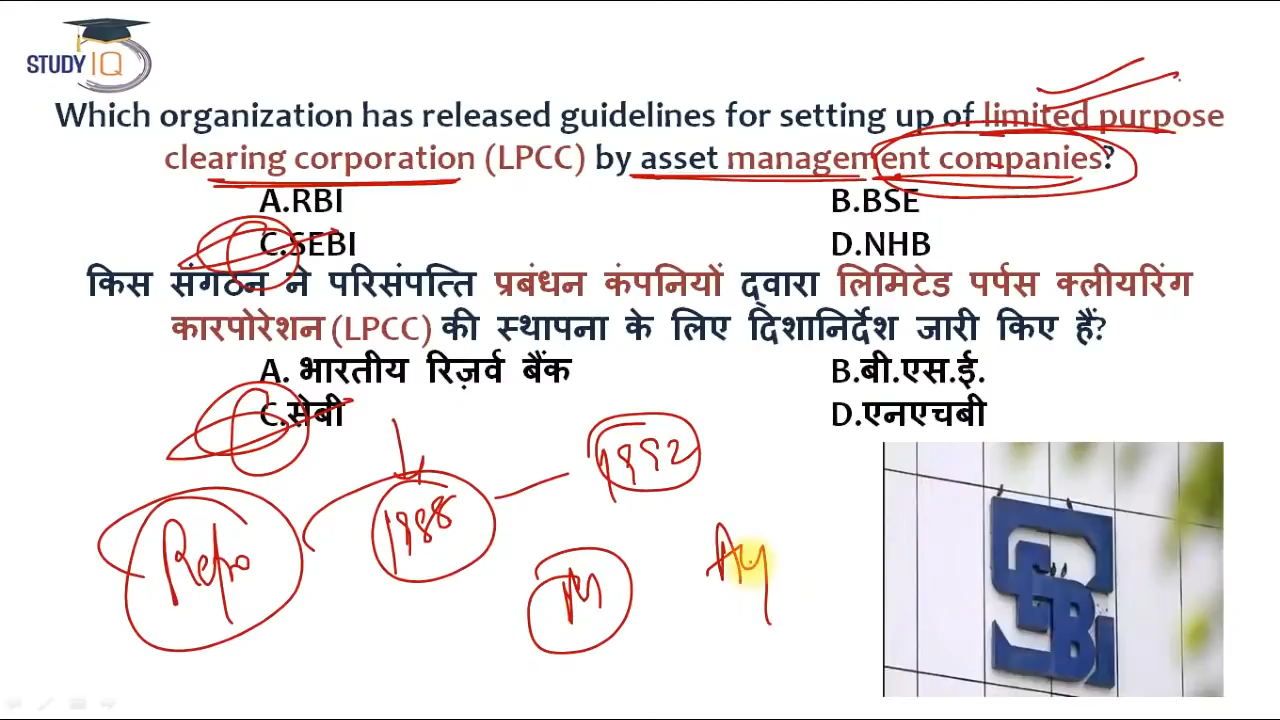 STUDY IQ
Which organization has released guidelines for setting up of limited purpose
clearing corporation (LPCC) by asset management companies?
A.RBI B.BSE
C.SEBI D.NHB
किस संगठन ने परिसंपत्ति प्रबंधन कंपनियों द्वारा लिमिटेड पर्पस क्लीयरिंग
कारपोरेशन (LPCC) की स्थापना के लिए दिशानिर्देश जारी किए हैं?
A. भारतीय रिज़र्व बैंक B.बी.एस.ई.
C.सेबी D.एनएचबी
1992
Repo 1988
SEBI